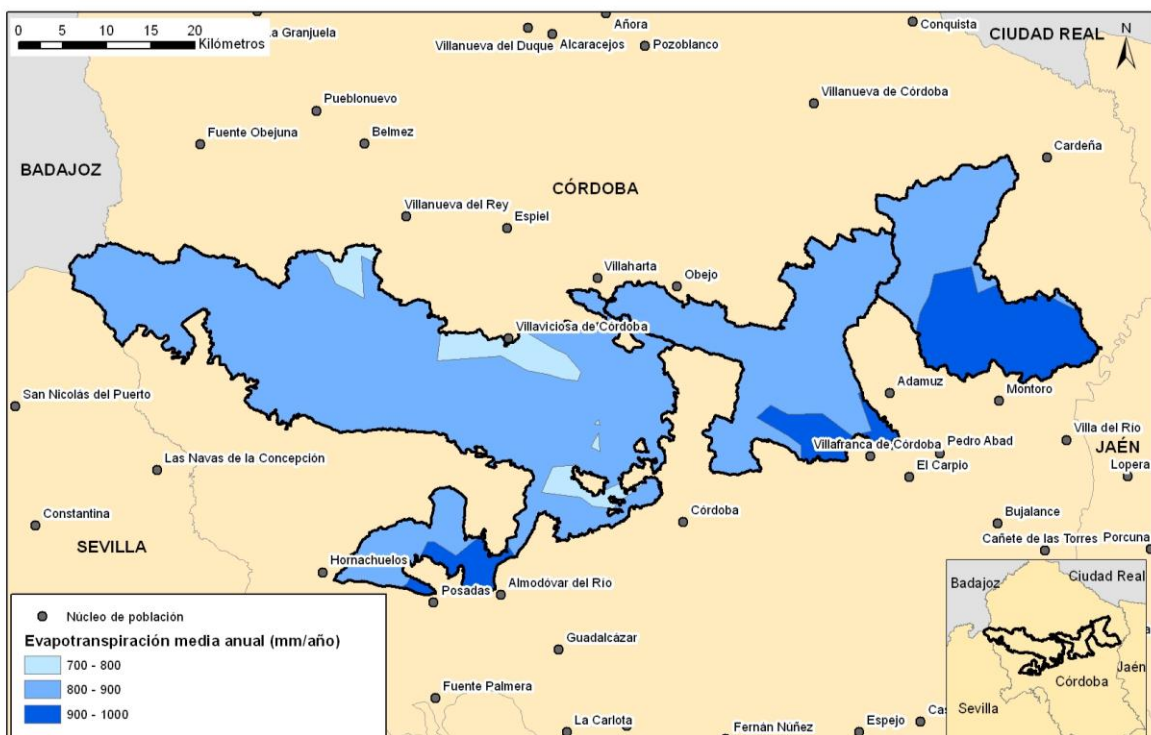 0 5 10 15 20
Kilómetros
La Granjuela
Villanueva del Duque
Alcaracejos
Añora
Pozoblanco
Conquista
CIUDAD REAL
N
Pueblonuevo
Villanueva de Córdoba
Fuente Obejuna
Belmez
Cardeña
BADAJOZ
CÓRDOBA
Villanueva del Rey
Espiel
Villaharta
Obejo
Villaviciosa de Córdoba
San Nicolás del Puerto
Adamuz
Montoro
Villafranca de Córdoba
Pedro Abad
Villa del Río
JAÉN
Las Navas de la Concepción
El Carpio
Lopera
Constantina
Córdoba
Bujalance
SEVILLA
Cañete de las Torres
Porcuna
Hornachuelos
Posadas
Almodóvar del Río
Guadalcázar
Fuente Palmera
La Carlota
Fernán Núñez
Espejo
Núcleo de población
Evapotranspiración media anual (mm/año)
700 - 800
800 - 900
900 - 1000
Badajoz
Ciudad Real
Jaén
Córdoba
Sevilla